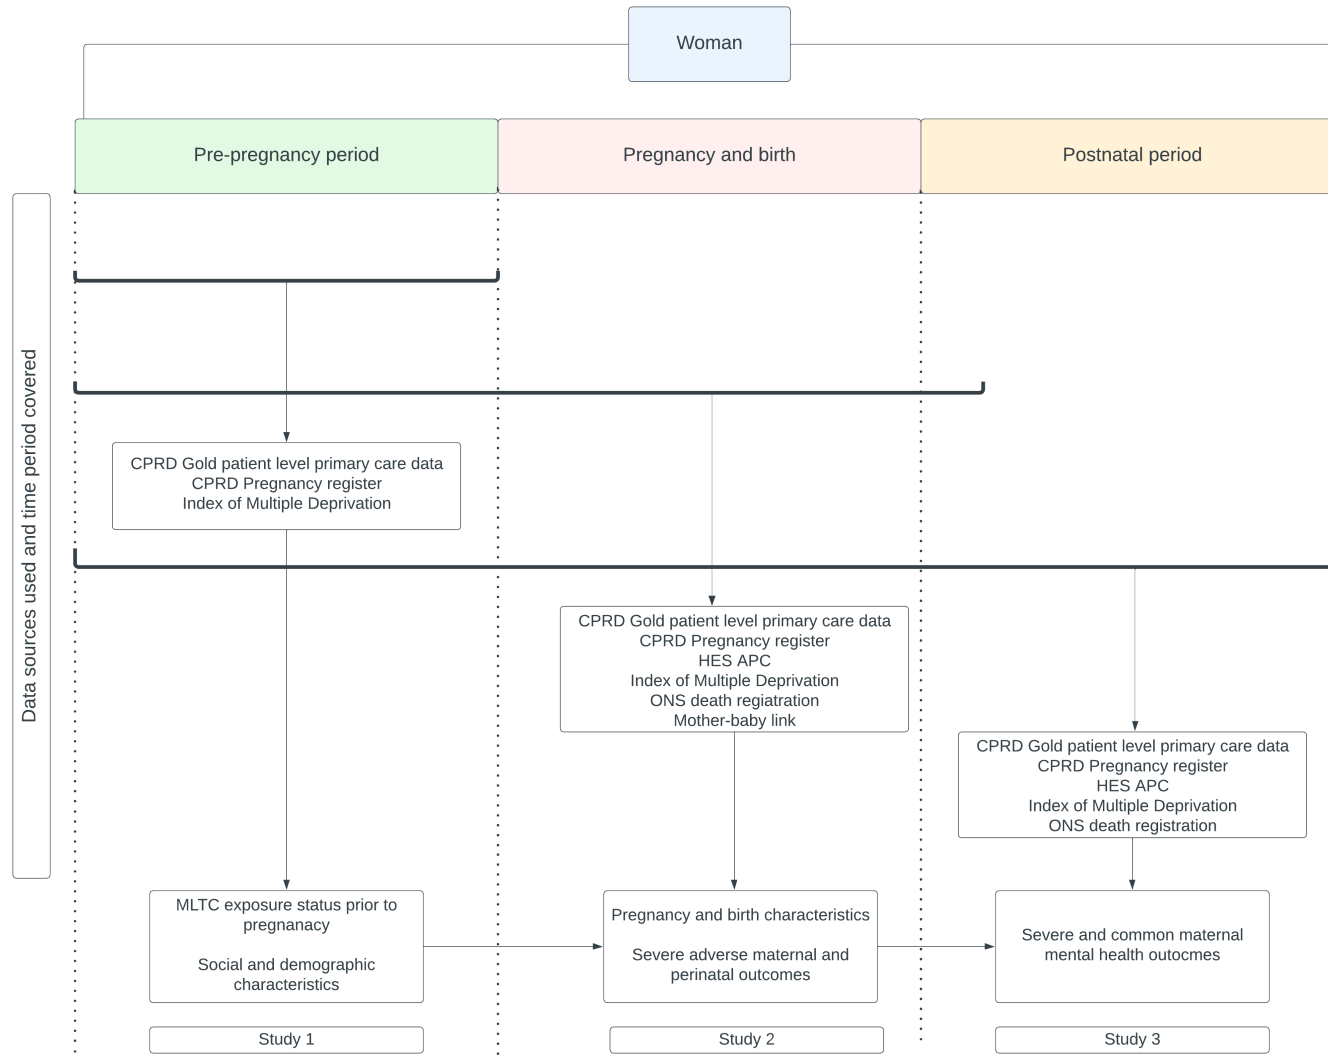 Woman
Pre-pregnancy period
Pregnancy and birth
Postnatal period
Data sources used and time period covered
CPRD Gold patient level primary care data
CPRD Pregnancy register
Index of Multiple Deprivation
CPRD Gold patient level primary care data
CPRD Pregnancy register
HES APC
Index of Multiple Deprivation
ONS death regiatration
Mother-baby link
CPRD Gold patient level primary care data
CPRD Pregnancy register
HES APC
Index of Multiple Deprivation
ONS death registration
MLTC exposure status prior to
pregnanacy
Social and demographic
characteristics
Pregnancy and birth characteristics
Severe adverse maternal and
perinatal outcomes
Severe and common maternal
mental health outocmes
Study 1
Study 2
Study 3